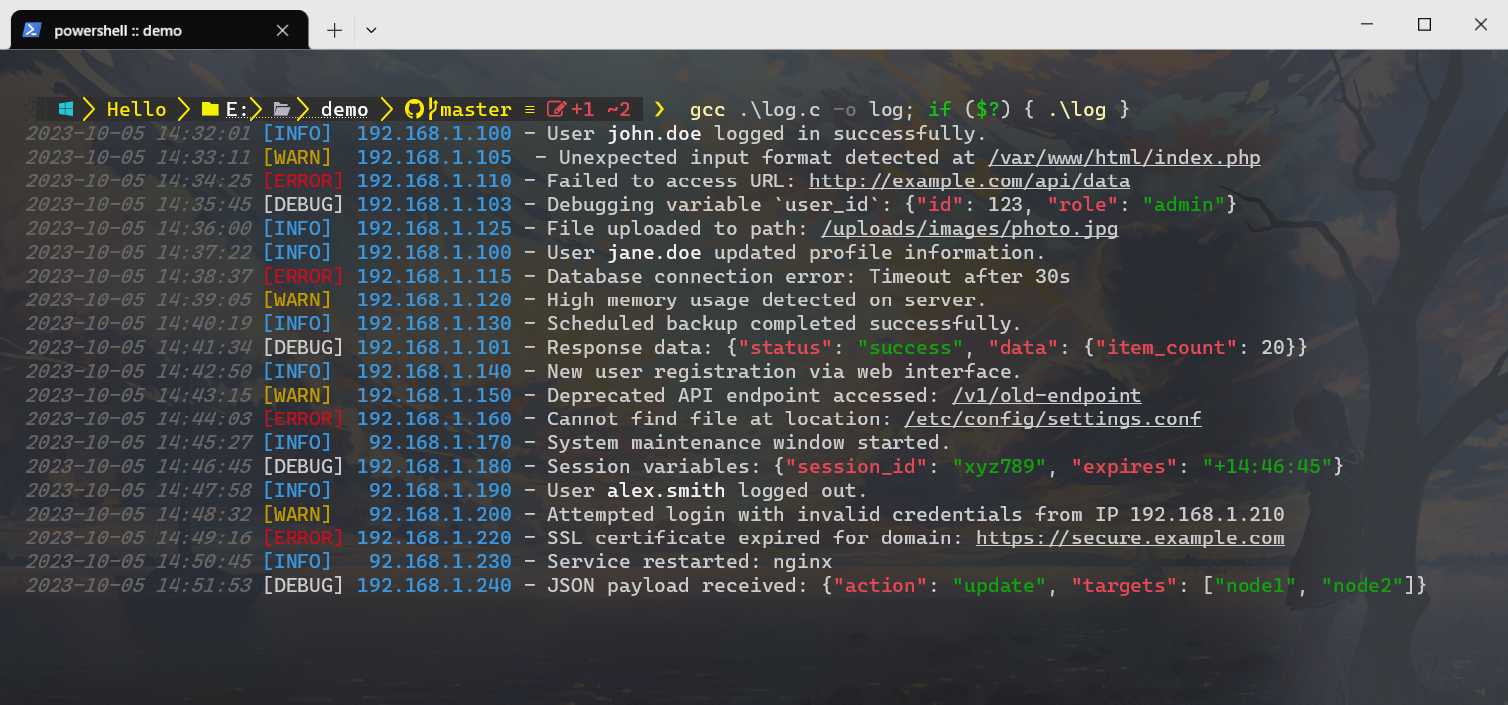 powershell :: demo
Hello E: demo master ≡ +1 ~2 ❯ gcc .\log.c -o log; if ($?) { .\log }
2023-10-05 14:32:01 [INFO] 192.168.1.100 - User john.doe logged in successfully.
2023-10-05 14:33:11 [WARN] 192.168.1.105 - Unexpected input format detected at /var/www/html/index.php
2023-10-05 14:34:25 [ERROR] 192.168.1.110 - Failed to access URL: http://example.com/api/data
2023-10-05 14:35:45 [DEBUG] 192.168.1.103 - Debugging variable `user_id`: {"id": 123, "role": "admin"}
2023-10-05 14:36:00 [INFO] 192.168.1.125 - File uploaded to path: /uploads/images/photo.jpg
2023-10-05 14:37:22 [INFO] 192.168.1.100 - User jane.doe updated profile information.
2023-10-05 14:38:37 [ERROR] 192.168.1.115 - Database connection error: Timeout after 30s
2023-10-05 14:39:05 [WARN] 192.168.1.120 - High memory usage detected on server.
2023-10-05 14:40:19 [INFO] 192.168.1.130 - Scheduled backup completed successfully.
2023-10-05 14:41:34 [DEBUG] 192.168.1.101 - Response data: {"status": "success", "data": {"item_count": 20}}
2023-10-05 14:42:50 [INFO] 192.168.1.140 - New user registration via web interface.
2023-10-05 14:43:15 [WARN] 192.168.1.150 - Deprecated API endpoint accessed: /v1/old-endpoint
2023-10-05 14:44:03 [ERROR] 192.168.1.160 - Cannot find file at location: /etc/config/settings.conf
2023-10-05 14:45:27 [INFO] 92.168.1.170 - System maintenance window started.
2023-10-05 14:46:45 [DEBUG] 192.168.1.180 - Session variables: {"session_id": "xyz789", "expires": "+14:46:45"}
2023-10-05 14:47:58 [INFO] 92.168.1.190 - User alex.smith logged out.
2023-10-05 14:48:32 [WARN] 92.168.1.200 - Attempted login with invalid credentials from IP 192.168.1.210
2023-10-05 14:49:16 [ERROR] 192.168.1.220 - SSL certificate expired for domain: https://secure.example.com
2023-10-05 14:50:45 [INFO] 92.168.1.230 - Service restarted: nginx
2023-10-05 14:51:53 [DEBUG] 192.168.1.240 - JSON payload received: {"action": "update", "targets": ["node1", "node2"]}